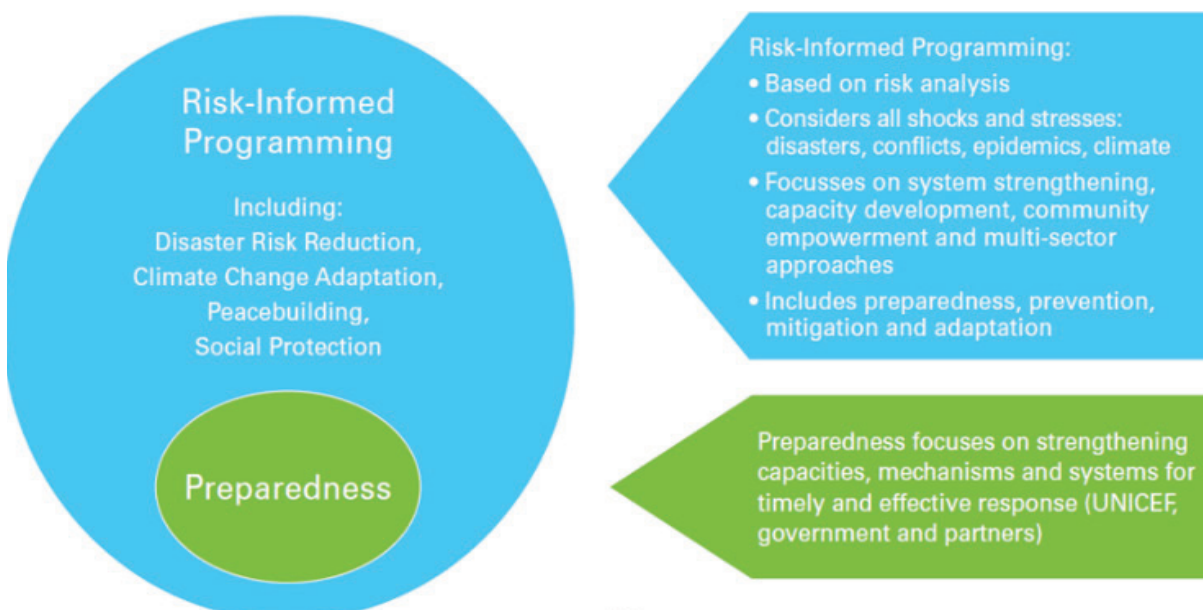 Risk-Informed
Programming
Including:
Disaster Risk Reduction,
Climate Change Adaptation,
Peacebuilding,
Social Protection
Preparedness
Risk-Informed Programming:
• Based on risk analysis
• Considers all shocks and stresses:
disasters, conflicts, epidemics, climate
• Focusses on system strengthening,
capacity development, community
empowerment and multi-sector
approaches
• Includes preparedness, prevention,
mitigation and adaptation
Preparedness focuses on strengthening
capacities, mechanisms and systems for
timely and effective response (UNICEF,
government and partners)